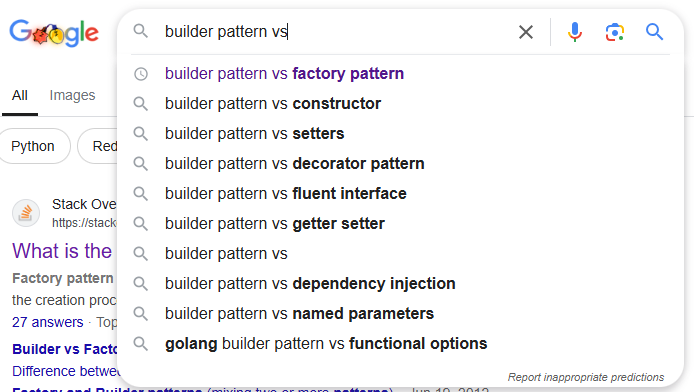 Google
builder pattern vs
All
Images
builder pattern vs factory pattern
builder pattern vs constructor
builder pattern vs setters
Python
Red
builder pattern vs decorator pattern
builder pattern vs fluent interface
Stack Ove
https://stack
builder pattern vs getter setter
What is the
builder pattern vs
Factory pattern
builder pattern vs dependency injection
the creation proc
builder pattern vs named parameters
27 answers · Top
golang builder pattern vs functional options
Builder vs Facto
Difference betwee
Report inappropriate predictions
Factory and Builder patterns (mixing two or more patterns)
Jun 19, 2012